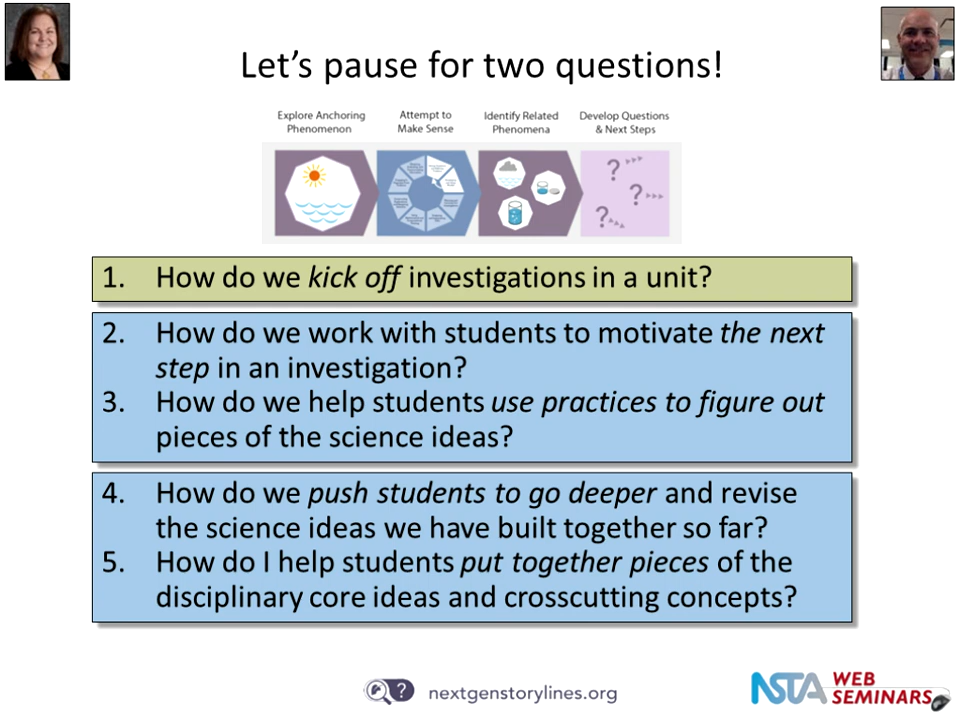 Let's pause for two questions!
Explore Anchoring
Phenomenon
Attempt to
Make Sense
Identify Related
Phenomena
Develop Questions
& Next Steps
? ? ?
1. How do we kick off investigations in a unit?
2. How do we work with students to motivate the next
step in an investigation?
3. How do we help students use practices to figure out
pieces of the science ideas?
4. How do we push students to go deeper and revise
the science ideas we have built together so far?
5. How do I help students put together pieces of the
disciplinary core ideas and crosscutting concepts?
? nextgenstorylines.org
NSTA WEB
SEMINARS